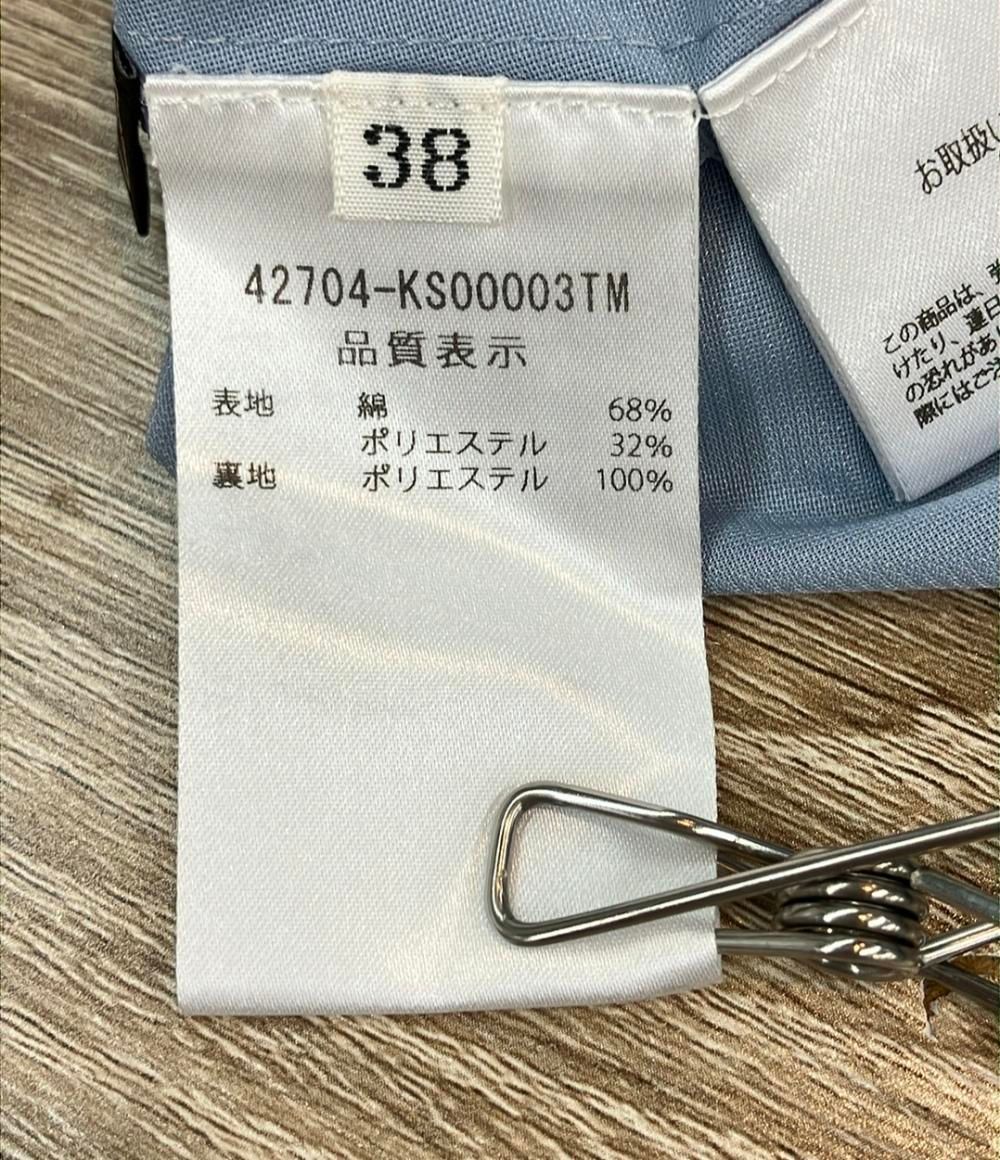 38
42704-KS00003TM
品質表示
表地 綿 68%
ポリエステル 32%
裏地 ポリエステル 100%
お取扱い
この商品は、
けたり、連日
の恐れがあ
際にはご注